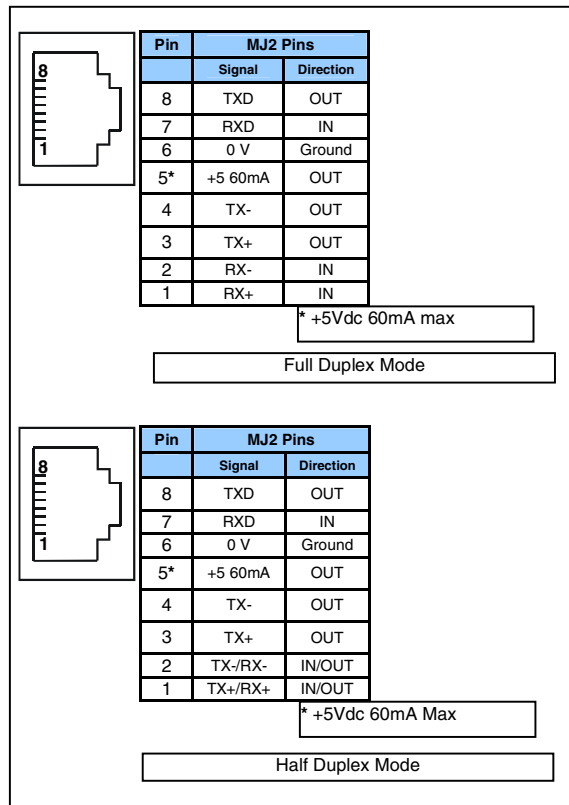 Pin MJ2 Pins
Signal Direction
8
1
8 TXD OUT
7 RXD IN
6 0 V Ground
5* +5 60mA OUT
4 TX- OUT
3 TX+ OUT
2 RX- IN
1 RX+ IN
* +5Vdc 60mA max
Full Duplex Mode
Pin MJ2 Pins
Signal Direction
8
1
8 TXD OUT
7 RXD IN
6 0 V Ground
5* +5 60mA OUT
4 TX- OUT
3 TX+ OUT
2 TX-/RX- IN/OUT
1 TX+/RX+ IN/OUT
* +5Vdc 60mA Max
Half Duplex Mode